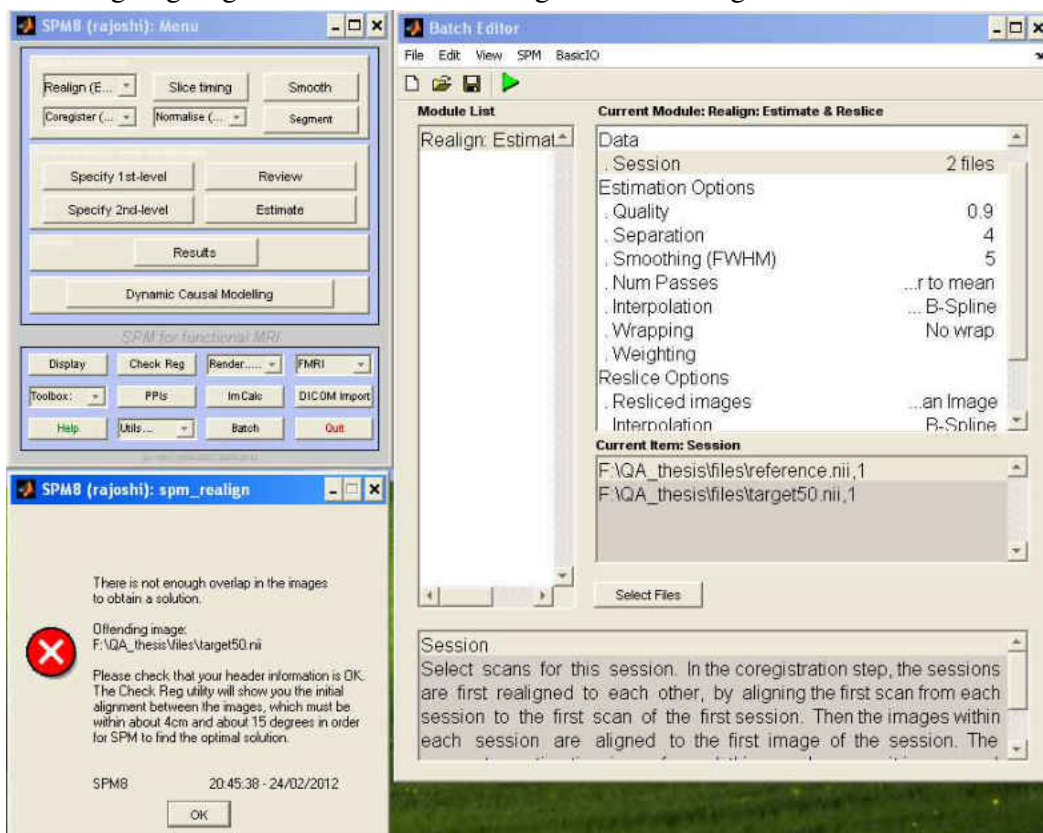 SPM8 (rajoshi): Menu
Realign (E...
Slice timing
Smooth
Coregister (...
Normalise (...
Segment
Specify 1st-level
Review
Specify 2nd-level
Estimate
Results
Dynamic Causal Modelling
SPM for functional MRI
Display
Check Reg
Render...
FMRI
Toolbox:
PPIs
ImCalc
DICOM Import
Help
Utils...
Batch
Quit
SPM8 (rajoshi): spm_realign
There is not enough overlap in the images
to obtain a solution.
Offending image:
F:\QA_thesis\files\target50.nii
Please check that your header information is OK.
The Check Reg utility will show you the initial
alignment between the images, which must be
within about 4cm and about 15 degrees in order
for SPM to find the optimal solution.
SPM8 20:45:38 - 24/02/2012
OK
Batch Editor
File Edit View SPM BasicIO
Module List
Realign: Estimat
Current Module: Realign: Estimate & Reslice
Data
. Session 2 files
Estimation Options
. Quality 0.9
. Separation 4
. Smoothing (FWHM) 5
. Num Passes ...r to mean
. Interpolation ... B-Spline
. Wrapping No wrap
. Weighting
Reslice Options
. Resliced images ...an Image
. Interpolation B-Spline
Current Item: Session
F:\QA_thesis\files\reference.nii,1
F:\QA_thesis\files\target50.nii,1
Select Files
Session
Select scans for this session. In the coregistration step, the sessions
are first realigned to each other, by aligning the first scan from each
session to the first scan of the first session. Then the images within
each session are aligned to the first image of the session. The